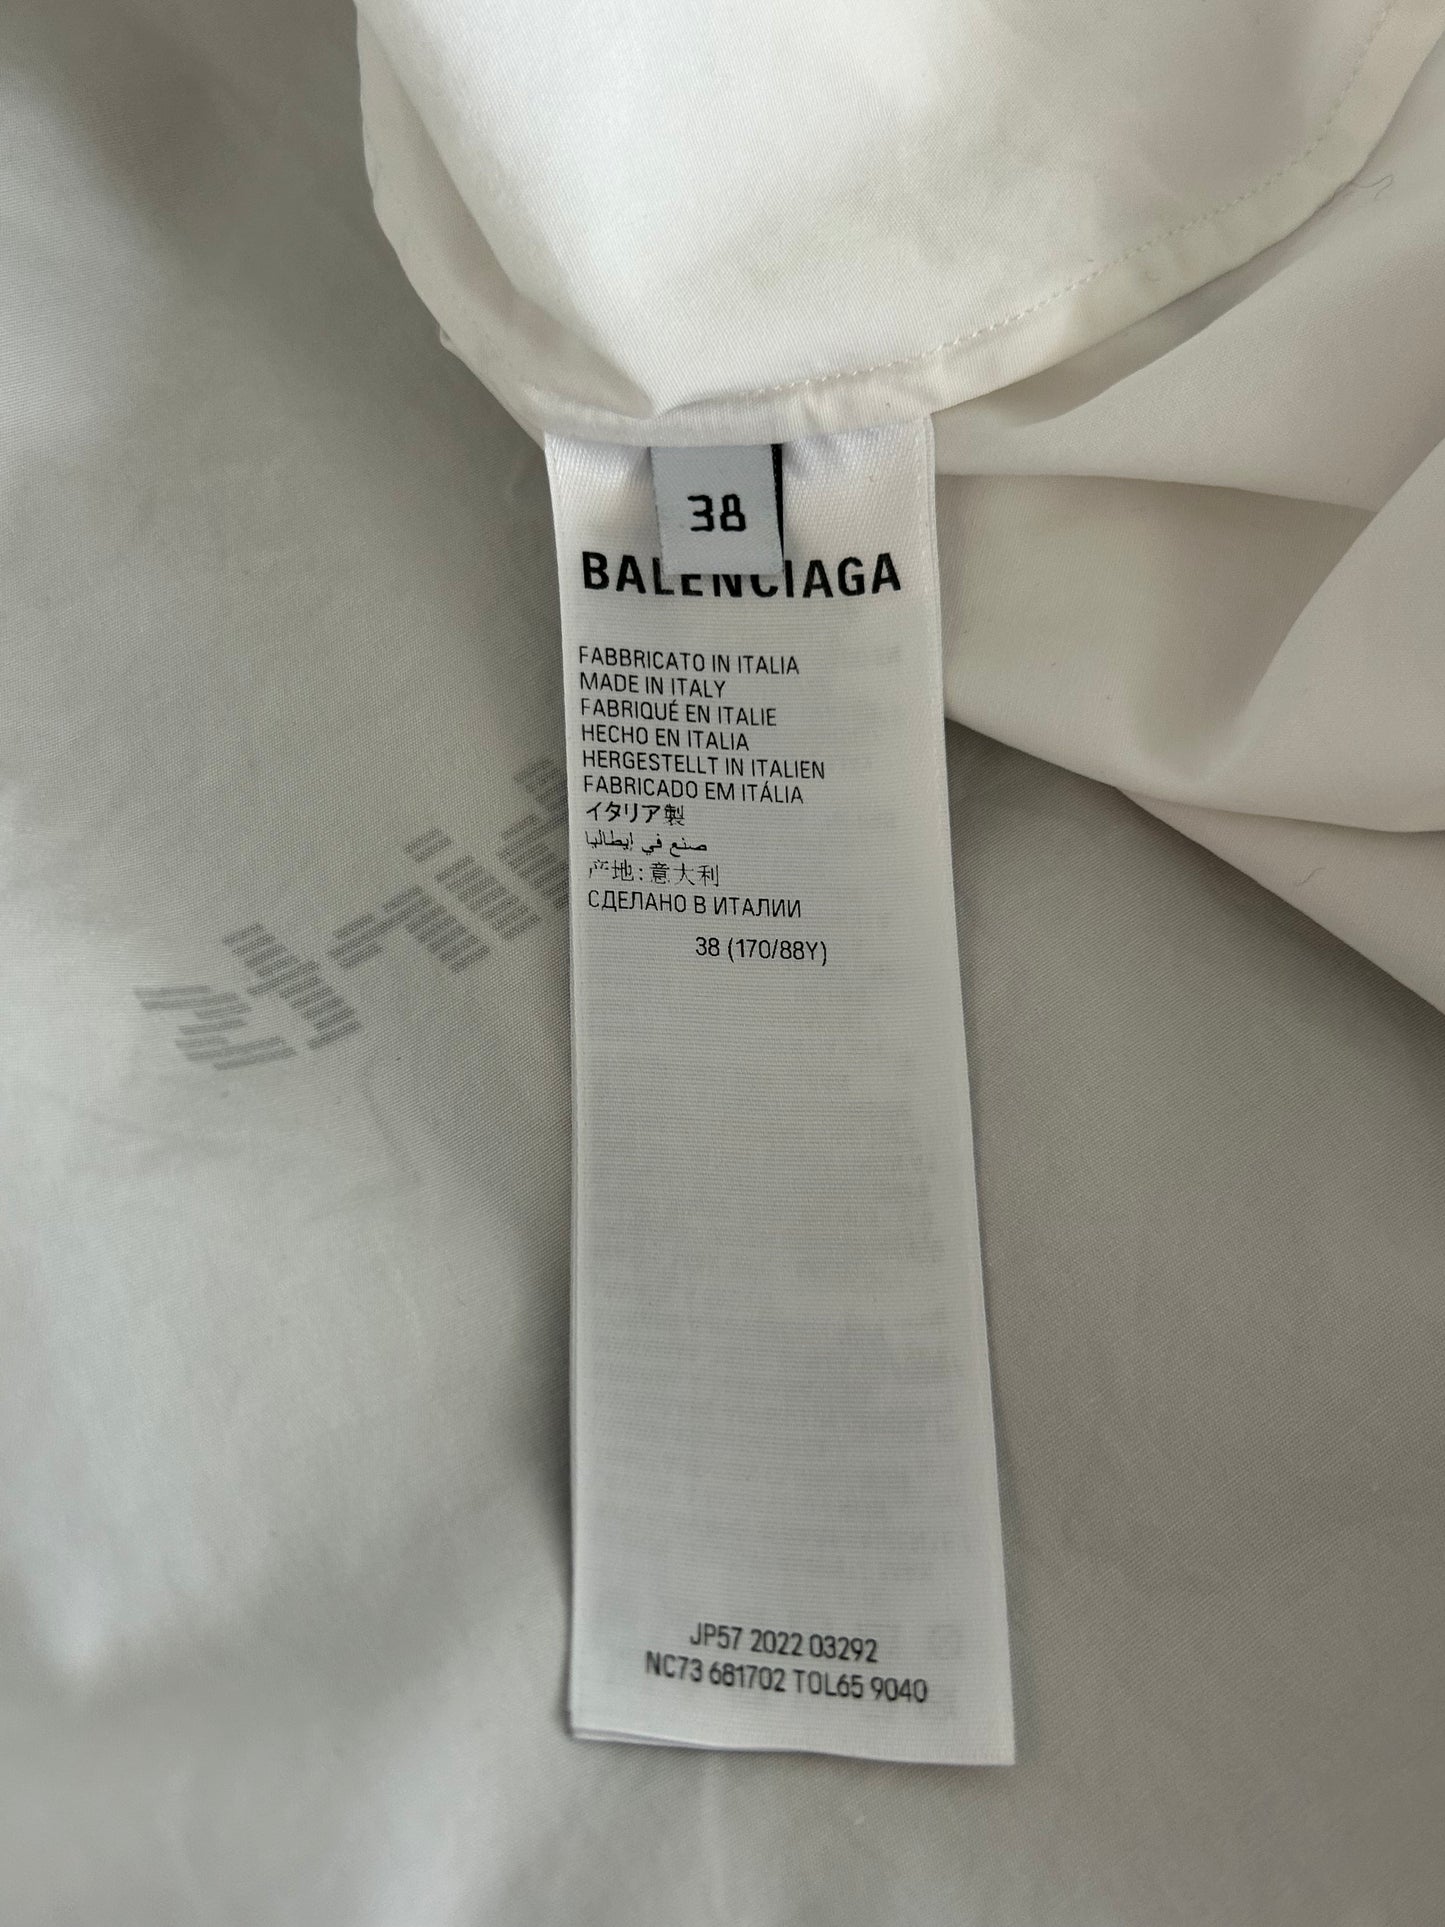 38
BALENCIAGA
FABBRICATO IN ITALIA
MADE IN ITALY
FABRIQUÉ EN ITALIE
HECHO EN ITALIA
HERGESTELLT IN ITALIEN
FABRICADO EM ITÁLIA
イタリア製
صنع في إيطاليا
产地:意大利
СДЕЛАНО В ИТАЛИИ
38 (170/88Y)
JP57 2022 03292
NC73 681702 TOL65 9040